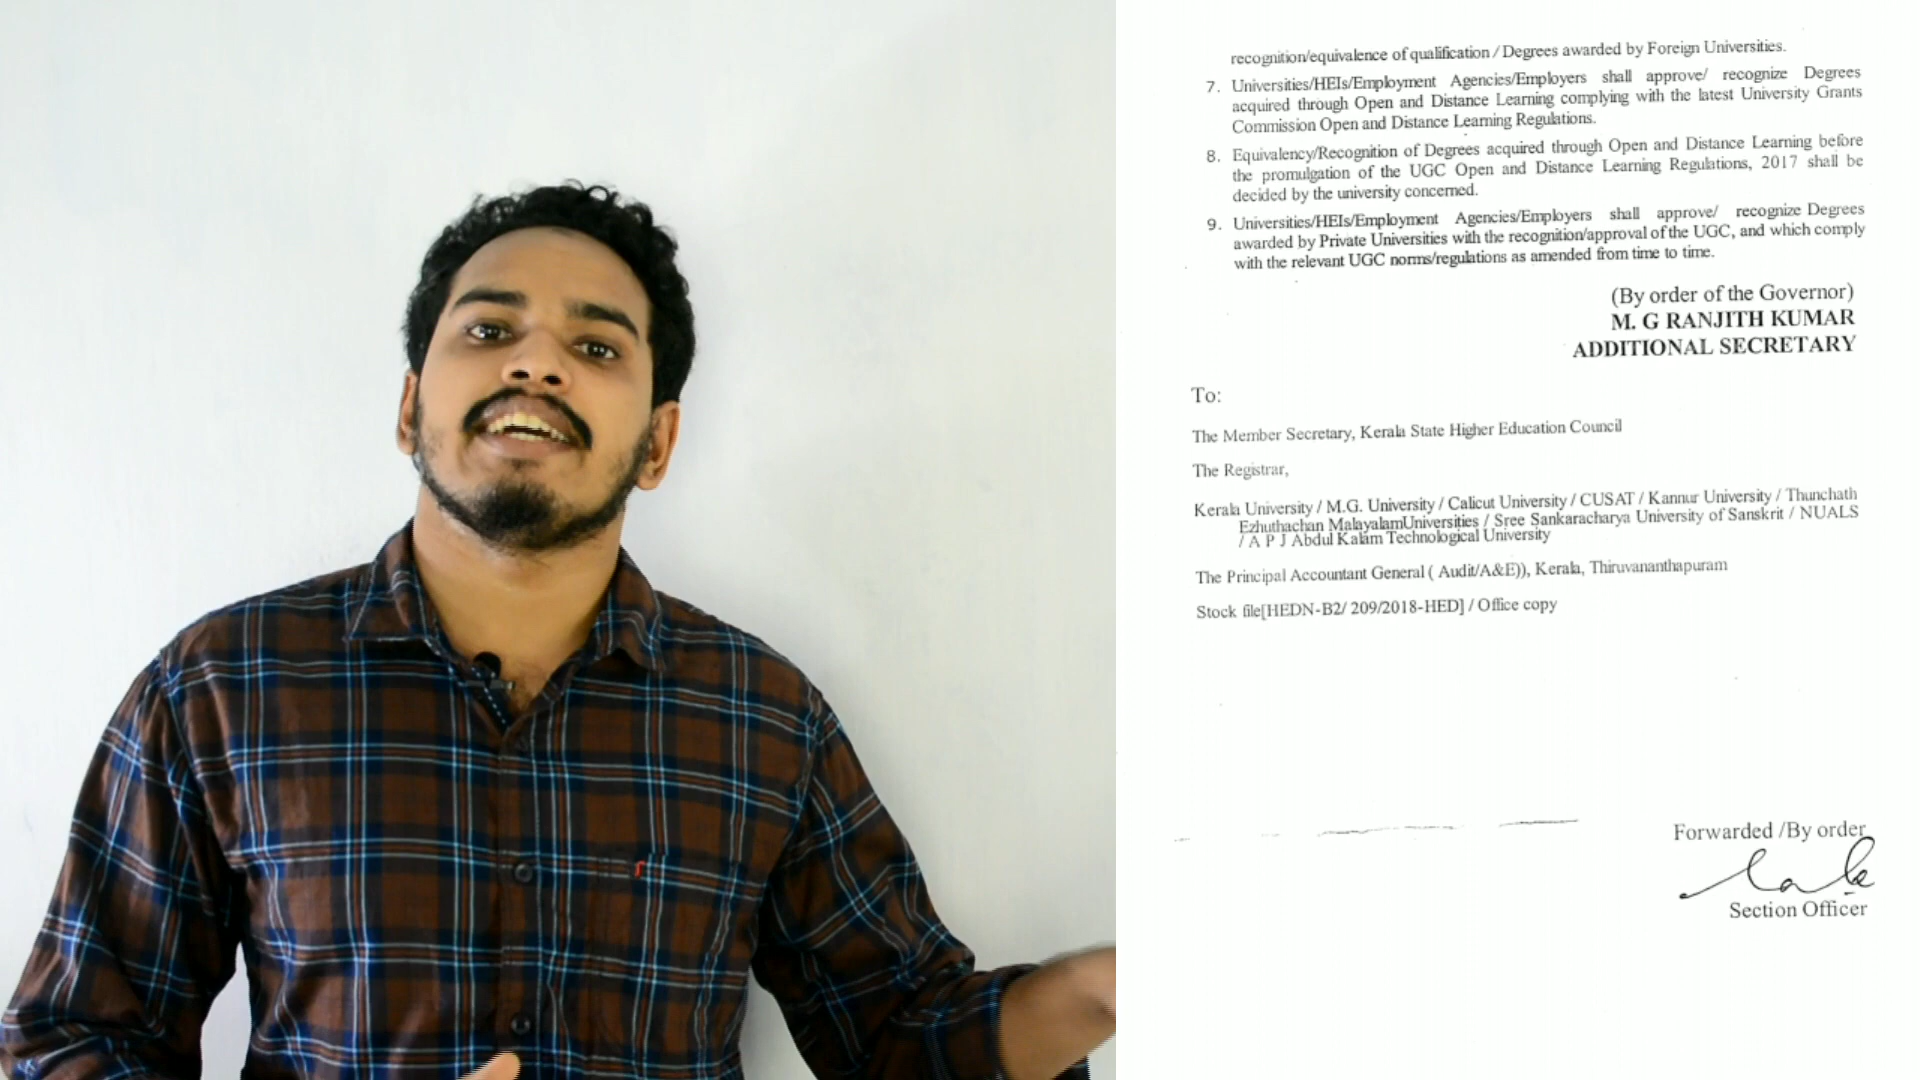 recognition/equivalence of qualification / Degrees awarded by Foreign Universities.
7. Universities/HEIs/Employment Agencies/Employers shall approve/ recognize Degrees
acquired through Open and Distance Learning complying with the latest University Grants
Commission Open and Distance Learning Regulations.
8. Equivalency/Recognition of Degrees acquired through Open and Distance Learning before
the promulgation of the UGC Open and Distance Learning Regulations, 2017 shall be
decided by the university concerned.
9. Universities/HEIs/Employment Agencies/Employers shall approve/ recognize Degrees
awarded by Private Universities with the recognition/approval of the UGC, and which comply
with the relevant UGC norms/regulations as amended from time to time.
(By order of the Governor)
M. G RANJITH KUMAR
ADDITIONAL SECRETARY
To:
The Member Secretary, Kerala State Higher Education Council
The Registrar,
Kerala University / M.G. University / Calicut University / CUSAT / Kannur University / Thunchath
Ezhuthachan MalayalamUniversities / Sree Sankaracharya University of Sanskrit / NUALS
/ A P J Abdul Kalam Technological University
The Principal Accountant General ( Audit/A&E)), Kerala, Thiruvananthapuram
Stock file[HEDN-B2/ 209/2018-HED] / Office copy
Forwarded /By order
Section Officer